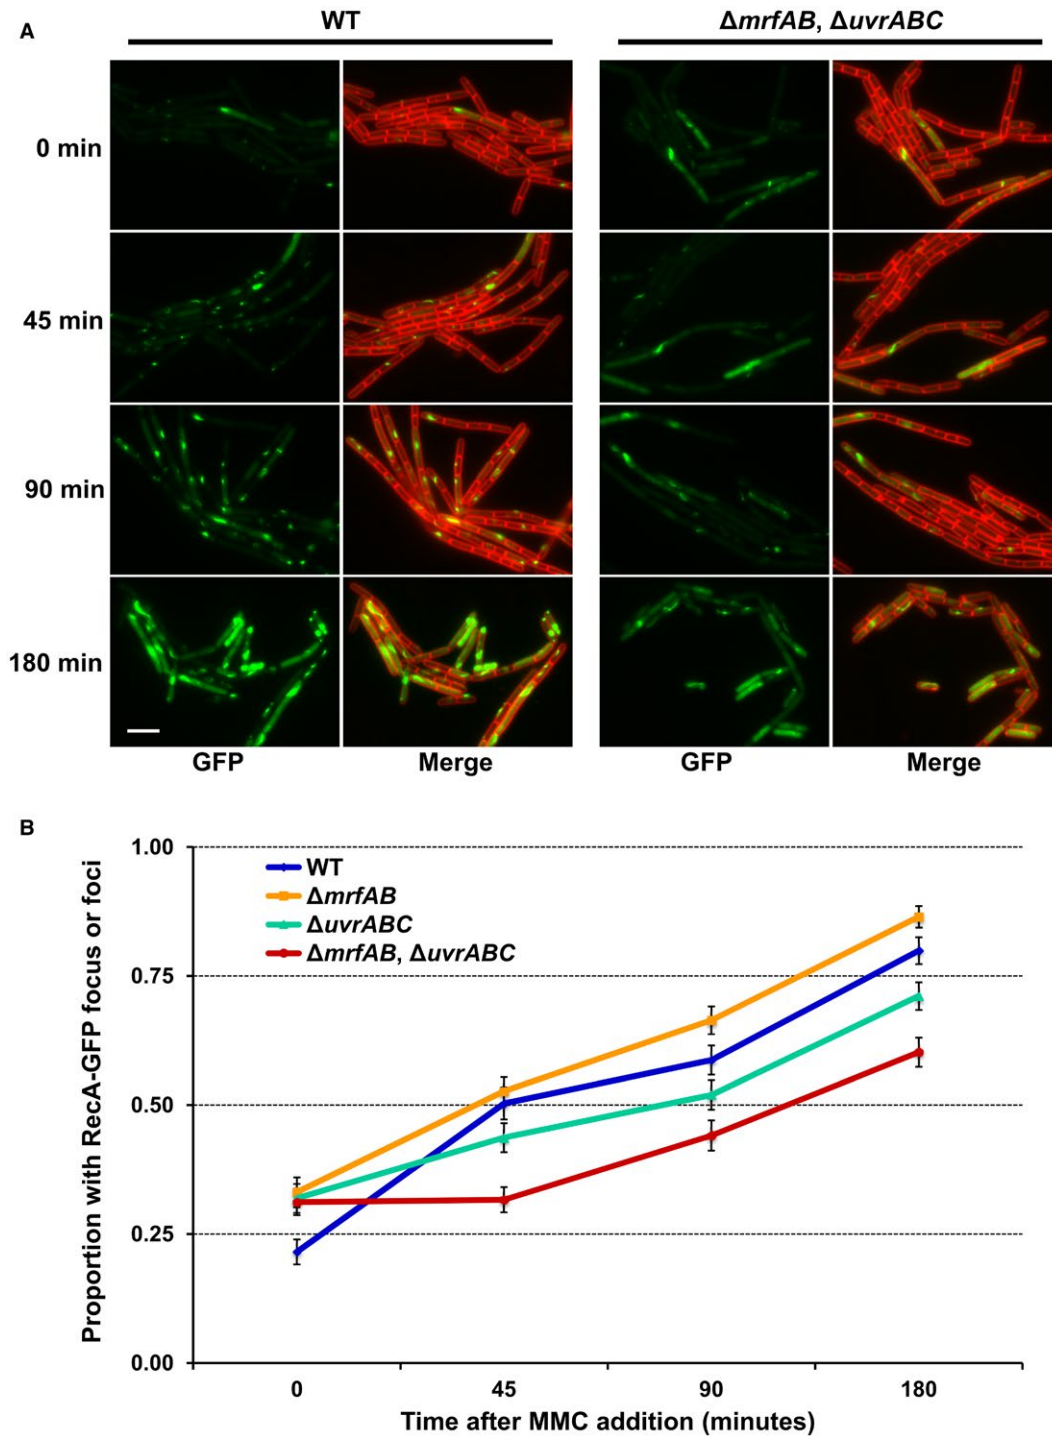 A
WT
ΔmrfAB, ΔuvrABC
0 min
45 min
90 min
180 min
GFP
Merge
GFP
Merge
B
Proportion with RecA-GFP focus or foci
1.00
0.75
0.50
0.25
0.00
WT
ΔmrfAB
ΔuvrABC
ΔmrfAB, ΔuvrABC
0
45
90
180
Time after MMC addition (minutes)